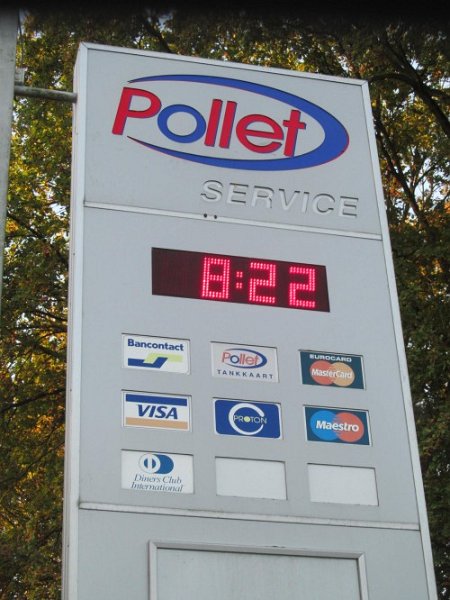 Pollet
SERVICE
8:22
Bancontact
Pollet
TANKKAART
EUROCARD
MasterCard
VISA
PROTON
Maestro
Diners Club
International